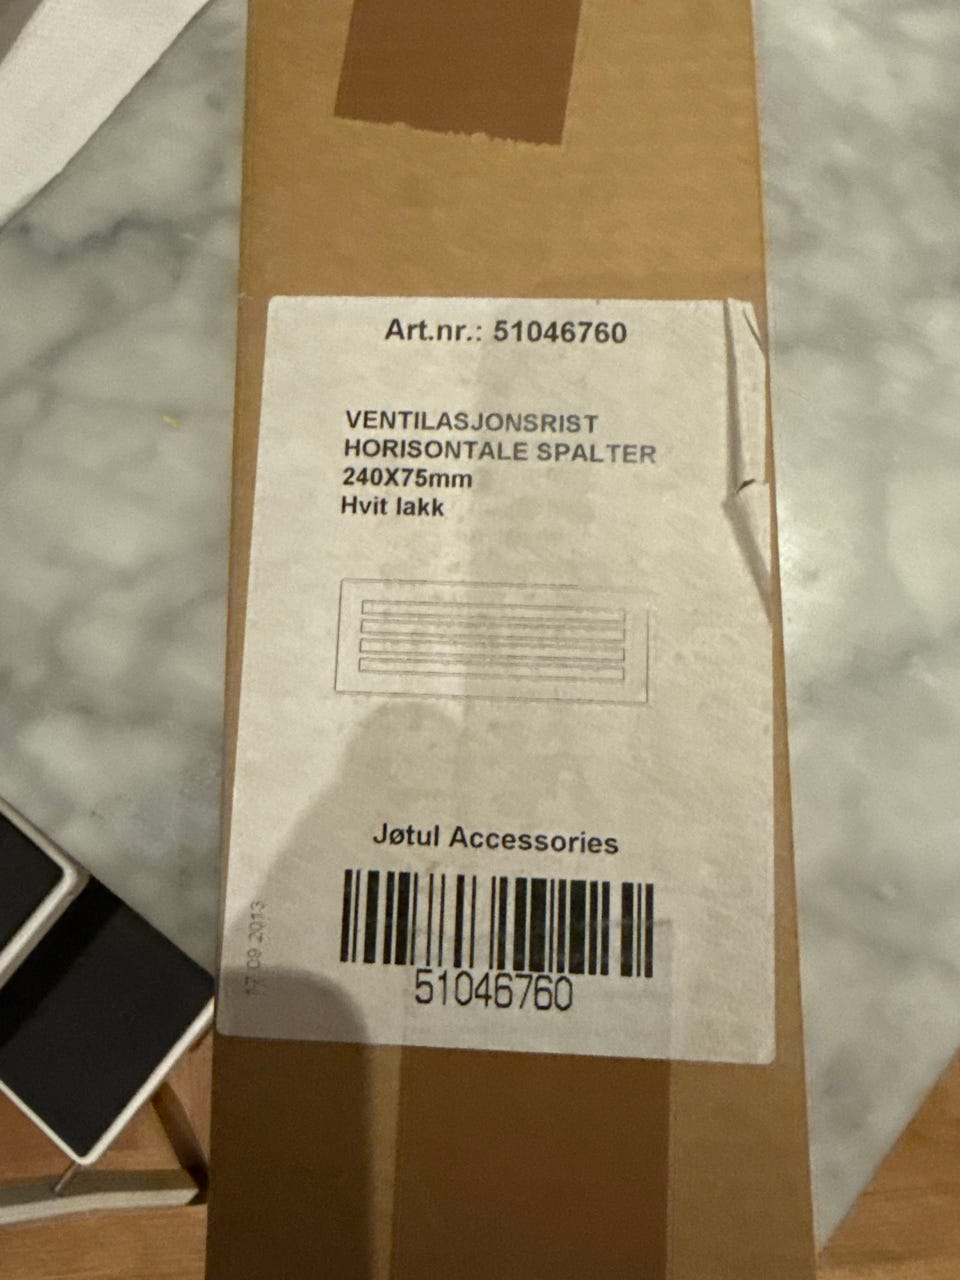 Art.nr.: 51046760
VENTILASJONSRIST
HORISONTALE SPALTER
240X75mm
Hvit lakk
Jøtul Accessories
51046760
17 09 2013